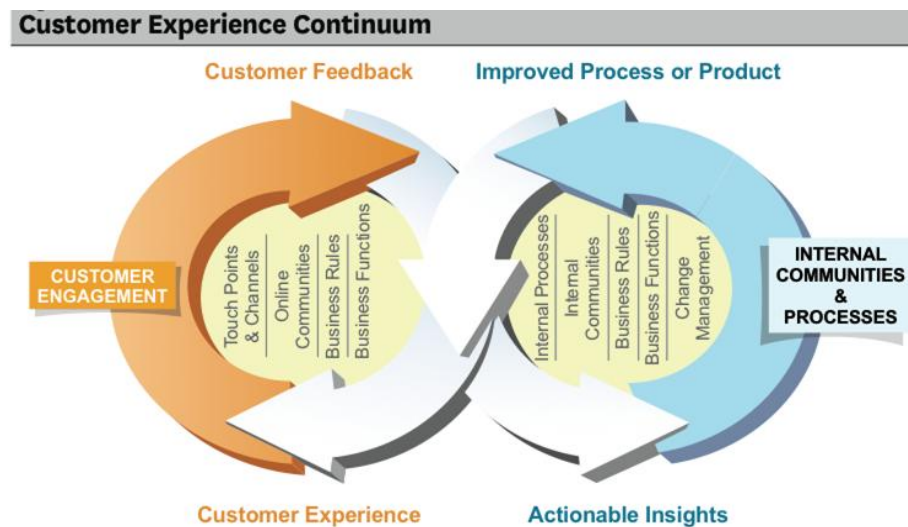 Customer Experience Continuum
Customer Feedback
Improved Process or Product
CUSTOMER
ENGAGEMENT
Touch Points
& Channels
Online
Communities
Business Rules
Business Functions
Internal Processes
Internal
Communities
Business Rules
Business Functions
Change
Management
INTERNAL
COMMUNITIES
&
PROCESSES
Customer Experience
Actionable Insights